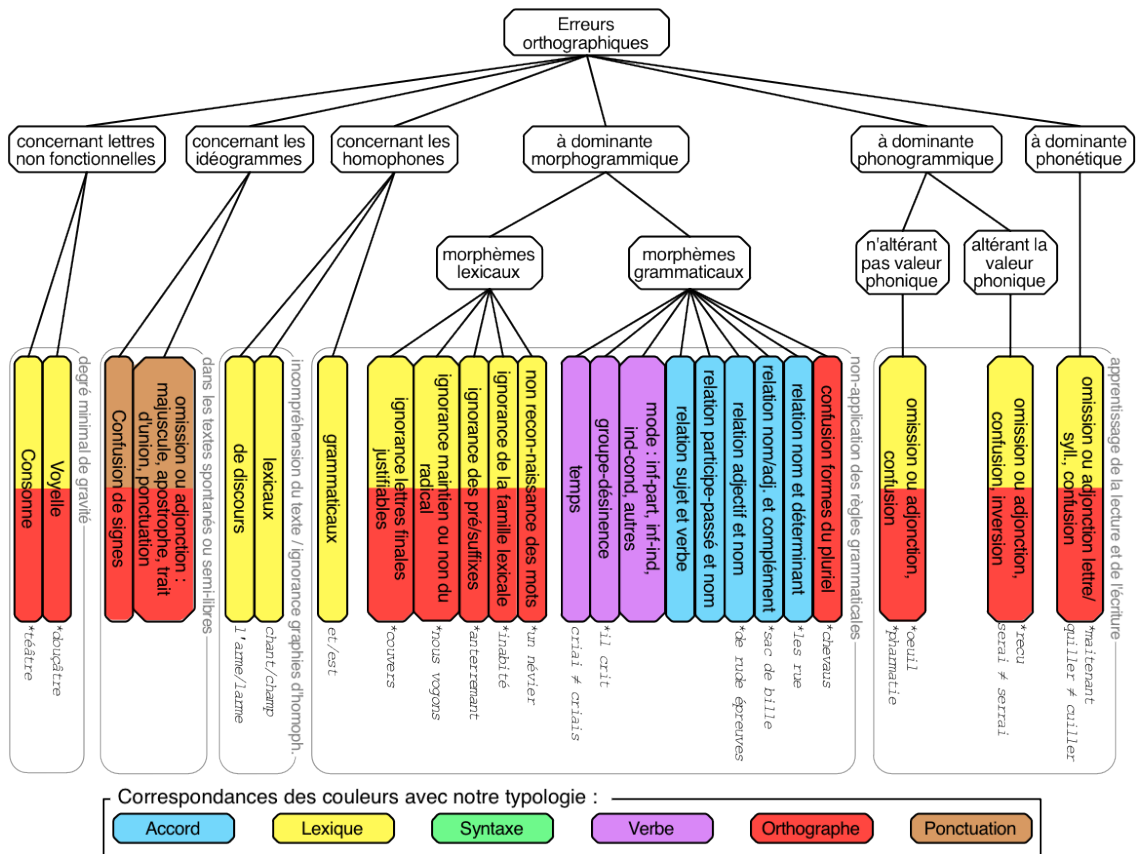 Erreurs
orthographiques
concernant lettres
non fonctionnelles
concernant les
idéogrammes
concernant les
homophones
à dominante
morphogrammique
à dominante
phonogrammique
à dominante
phonétique
morphèmes
lexicaux
morphèmes
grammaticaux
n'altérant
pas valeur
phonique
altérant la
valeur
phonique
Consonne
*téâtre
Voyelle
*douçâtre
degré minimal de gravité
Confusion de signes
omission ou adjonction :
majuscule, apostrophe, trait
d'union, ponctuation
dans les textes spontanés ou semi-libres
de discours
l'arme/larme
lexicaux
chant/champ
incompréhension du texte / ignorance graphies d'homoph.
grammaticaux
et/est
ignorance lettres finales
justifiables
*couvers
ignorance maintien ou non du
radical
*nous vogons
ignorance des pré/suffixes
*anterremant
ignorance de la famille lexicale
*inabité
non recon-naissance des mots
*un névier
temps
criai ≠ criais
groupe-désinence
*il crit
mode : inf-part, inf-ind,
ind-cond, autres
relation sujet et verbe
relation participe-passé et nom
relation adjectif et nom
*de rude épreuves
relation nom/adj. et complément
*sac de bille
relation nom et déterminant
*les rue
confusion formes du pluriel
*chevaus
non-application des règles grammaticales
omission ou adjonction,
confusion
*oeuil
*pharmatie
omission ou adjonction,
confusion, inversion
*recu
serai ≠ serrai
omission ou adjonction lettre/
syll., confusion
*maitenant
quiller ≠ cuiller
apprentissage de la lecture et de l'écriture
Correspondances des couleurs avec notre typologie :
Accord
Lexique
Syntaxe
Verbe
Orthographe
Ponctuation